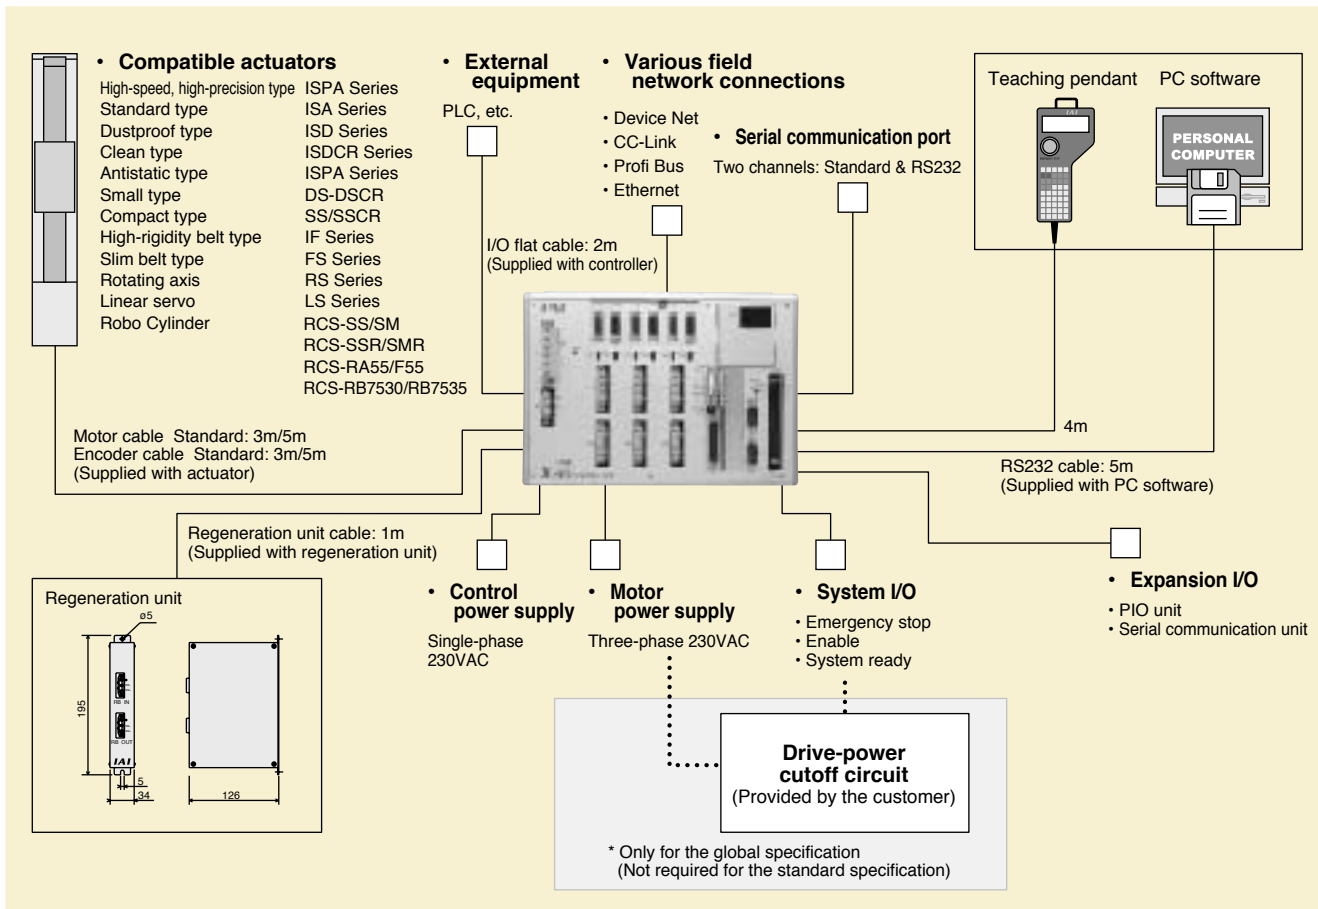 • Compatible actuators
High-speed, high-precision type ISPA Series
Standard type ISA Series
Dustproof type ISD Series
Clean type ISDCR Series
Antistatic type ISPA Series
Small type DS-DSCR
Compact type SS/SSCR
High-rigidity belt type IF Series
Slim belt type FS Series
Rotating axis RS Series
Linear servo LS Series
Robo Cylinder RCS-SS/SM
RCS-SSR/SMR
RCS-RA55/F55
RCS-RB7530/RB7535
• External
equipment
PLC, etc.
• Various field
network connections
• Device Net
• CC-Link
• Profi Bus
• Ethernet
• Serial communication port
Two channels: Standard & RS232
Teaching pendant
PC software
IAI
PERSONAL
COMPUTER
I/O flat cable: 2m
(Supplied with controller)
Motor cable Standard: 3m/5m
Encoder cable Standard: 3m/5m
(Supplied with actuator)
4m
RS232 cable: 5m
(Supplied with PC software)
Regeneration unit cable: 1m
(Supplied with regeneration unit)
Regeneration unit
ø5
195
RB IN
RB OUT
IAI
5
34
126
• Control
power supply
Single-phase
230VAC
• Motor
power supply
Three-phase 230VAC
• System I/O
• Emergency stop
• Enable
• System ready
• Expansion I/O
• PIO unit
• Serial communication unit
Drive-power
cutoff circuit
(Provided by the customer)
* Only for the global specification
(Not required for the standard specification)